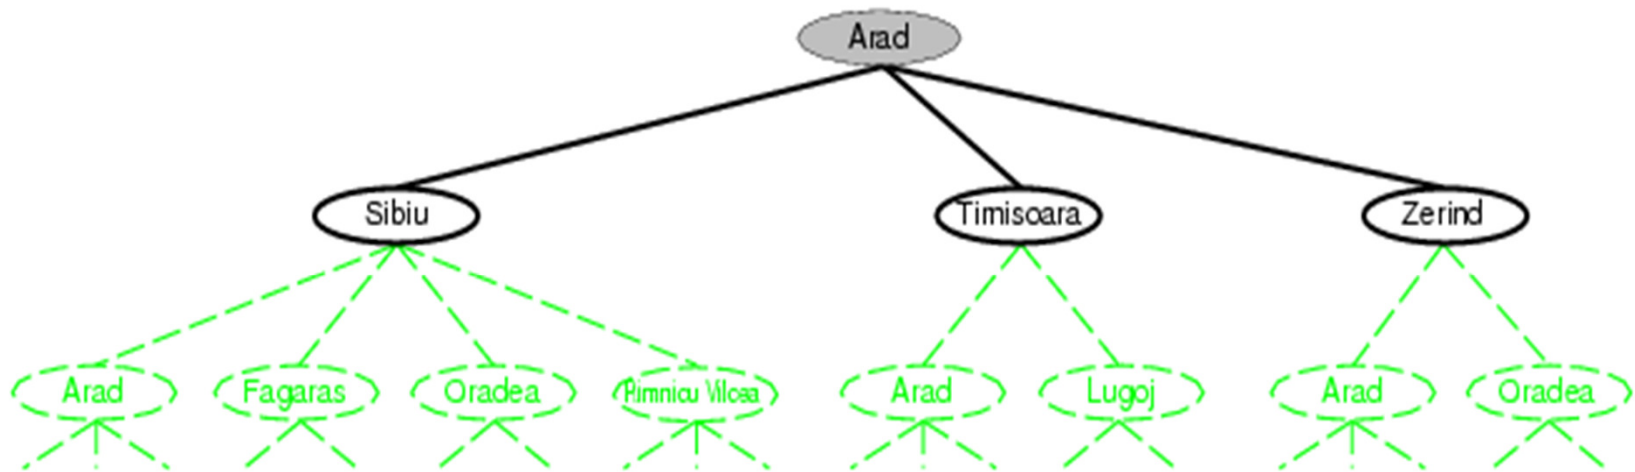 Arad
Sibiu Timisoara Zerind
Arad Fagaras Oradea Rimnicu Vilcea Arad Lugoj Arad Oradea